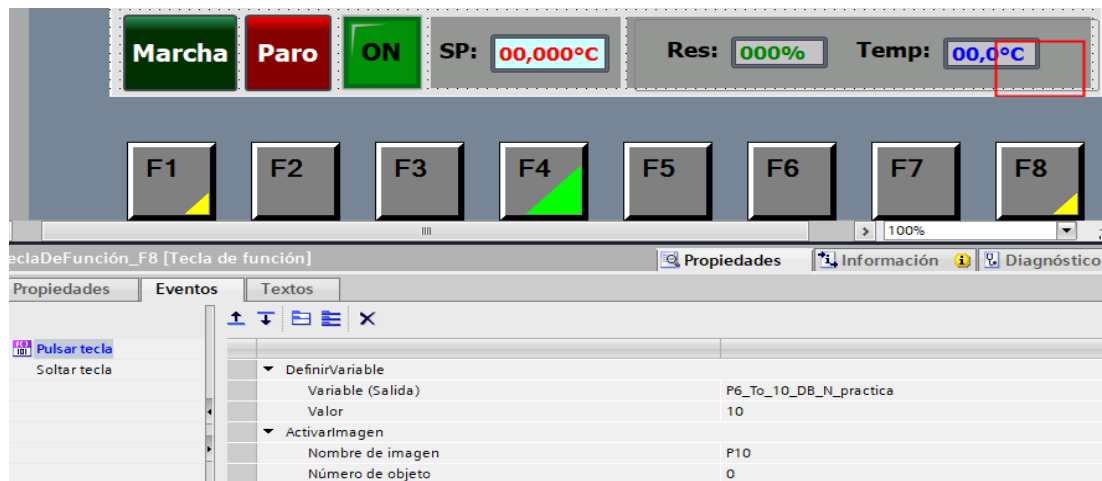 Marcha Paro ON SP: 00,000°C Res: 000% Temp: 00,0°C
F1 F2 F3 F4 F5 F6 F7 F8
100%
eclaDeFunción_F8 [Tecla de función] Propiedades Información Diagnóstico
Propiedades Eventos Textos
Pulsar tecla
Soltar tecla
DefinirVariable
Variable (Salida) P6_To_10_DB_N_practica
Valor 10
ActivarImagen
Nombre de imagen P10
Número de objeto 0